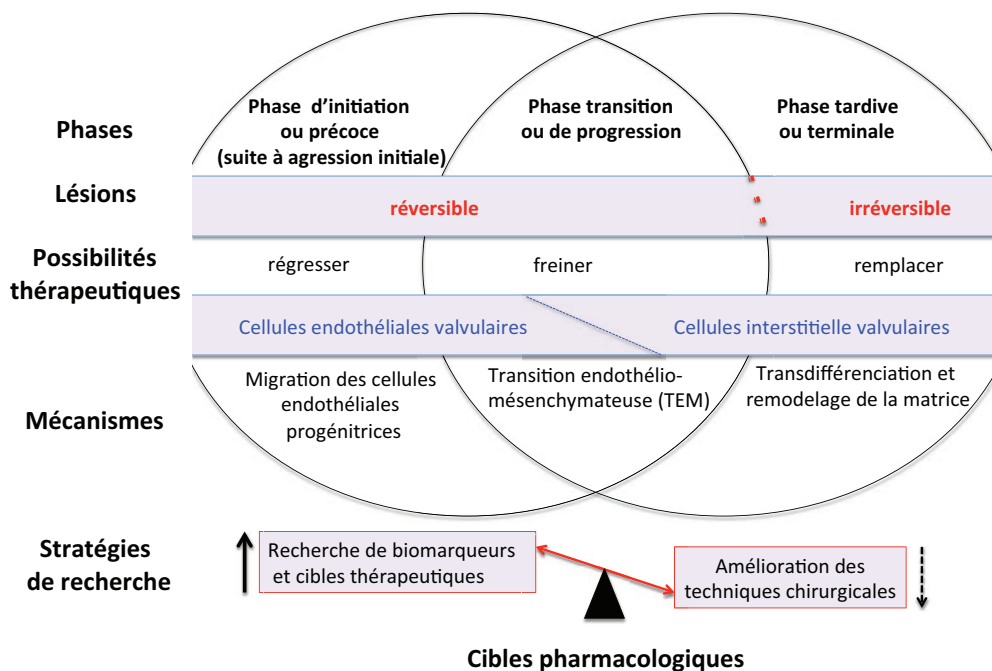 Phases
Phase d’initiation
ou précoce
(suite à agression initiale)
Phase transition
ou de progression
Phase tardive
ou terminale
Lésions
réversible
irréversible
Possibilités
thérapeutiques
régresser
freiner
remplacer
Cellules endothéliales valvulaires
Cellules interstitielle valvulaires
Mécanismes
Migration des cellules
endothéliales
progénitrices
Transition endothélio-
mésenchymateuse (TEM)
Transdifférenciation et
remodelage de la matrice
Stratégies
de recherche
Recherche de biomarqueurs
et cibles thérapeutiques
Amélioration des
techniques chirurgicales
Cibles pharmacologiques